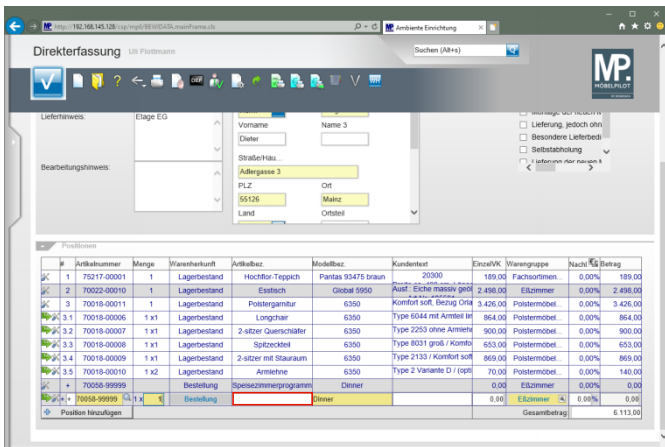 http://192.168.145.128/csp/mpll/BEWIDATA.mainFrame.cls
MP Ambiente Einrichtung
Direkterfassung Uli Plottmann
Suchen (Alt+s)
MP.
MÖBELPILOT
Lieferhinweis:
Etage EG
Vorname
Name 3
Dieter
Straße/Hau...
Adlergasse 3
PLZ
Ort
55126
Mainz
Land
Ortsteil
Bearbeitungshinweis:
Lieferung, jedoch ohn
Besondere Lieferbedi
Selbstabholung
Lieferung der neuen M
Positionen
# Artikelnummer Menge Warenherkunft Artikelbez. Modellbez. Kundentext EinzelVK Warengruppe Nachl % Betrag
1 75217-00001 1 Lagerbestand Hochflor-Teppich Pantas 93475 braun 20300 189,00 Fachsortimen... 0,00% 189,00
2 70022-00010 1 Lagerbestand Esstisch Global 5950 Ausf.: Eiche massiv geöl 2.498,00 Eßzimmer 0,00% 2.498,00
3 70018-00011 1 Lagerbestand Polstergarnitur 6350 Komfort soft, Bezug Orla 3.426,00 Polstermöbel... 0,00% 3.426,00
3.1 70018-00006 1 x1 Lagerbestand Longchair 6350 Type 6044 mit Armteil lin 864,00 Polstermöbel... 0,00% 864,00
3.2 70018-00007 1 x1 Lagerbestand 2-sitzer Querschläfer 6350 Type 2253 ohne Armlehn 900,00 Polstermöbel... 0,00% 900,00
3.3 70018-00008 1 x1 Lagerbestand Spitzeckteil 6350 Type 8031 groß / Komfo 653,00 Polstermöbel... 0,00% 653,00
3.4 70018-00009 1 x1 Lagerbestand 2-sitzer mit Stauraum 6350 Type 2133 / Komfort soft 869,00 Polstermöbel... 0,00% 869,00
3.5 70018-00010 1 x2 Lagerbestand Armlehne 6350 Type 2 Variante D / (opti 70,00 Polstermöbel... 0,00% 140,00
+ 70058-99999 Bestellung Speisezimmerprogramm Dinner 0,00 Eßzimmer 0,00% 0,00
+.+ 70058-99999 1 x 1 Bestellung Dinner 0,00 Eßzimmer 0,00% 0,00
Position hinzufügen
Gesamtbetrag: 6.113,00